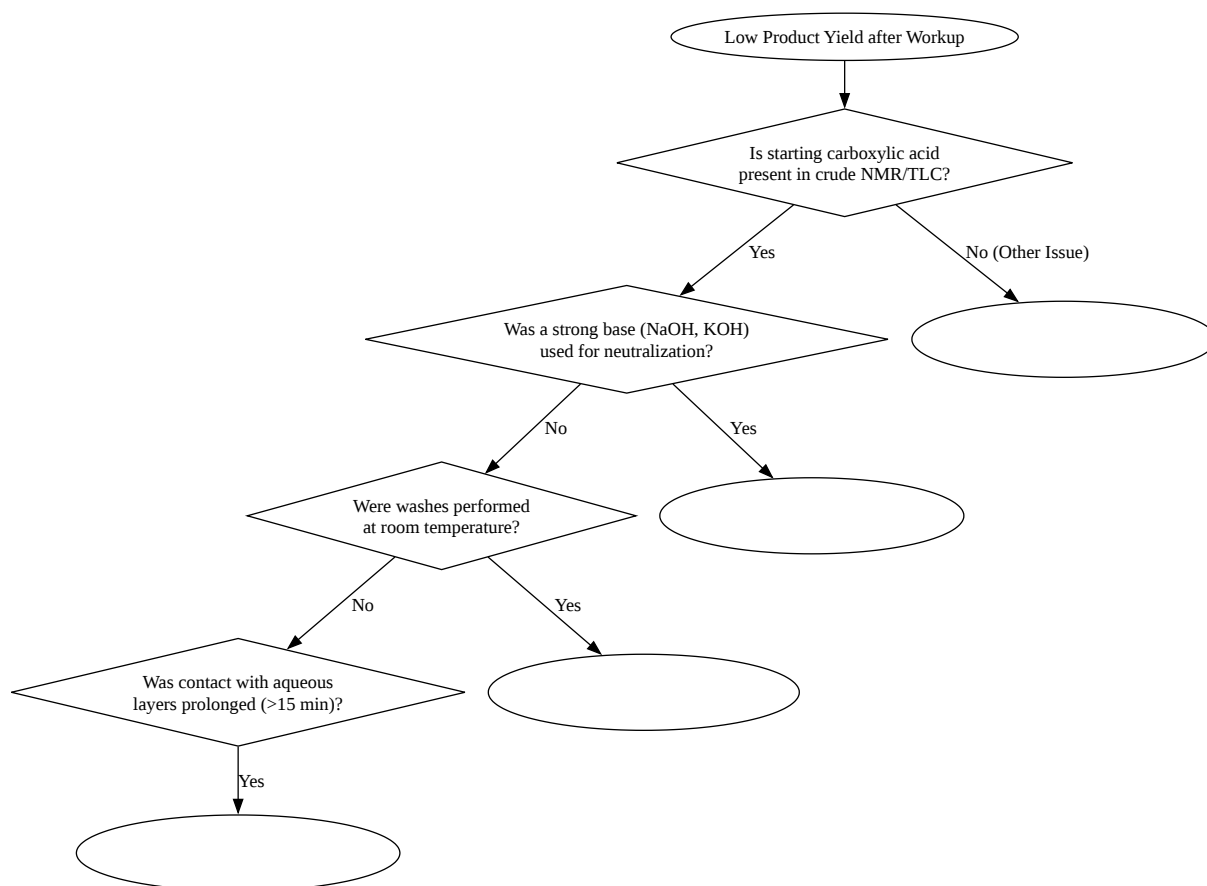 Low Product Yield after Workup
Is starting carboxylic acid
present in crude NMR/TLC?
Yes
No (Other Issue)
Was a strong base (NaOH, KOH)
used for neutralization?
No
Yes
Were washes performed
at room temperature?
No
Yes
Was contact with aqueous
layers prolonged (>15 min)?
Yes